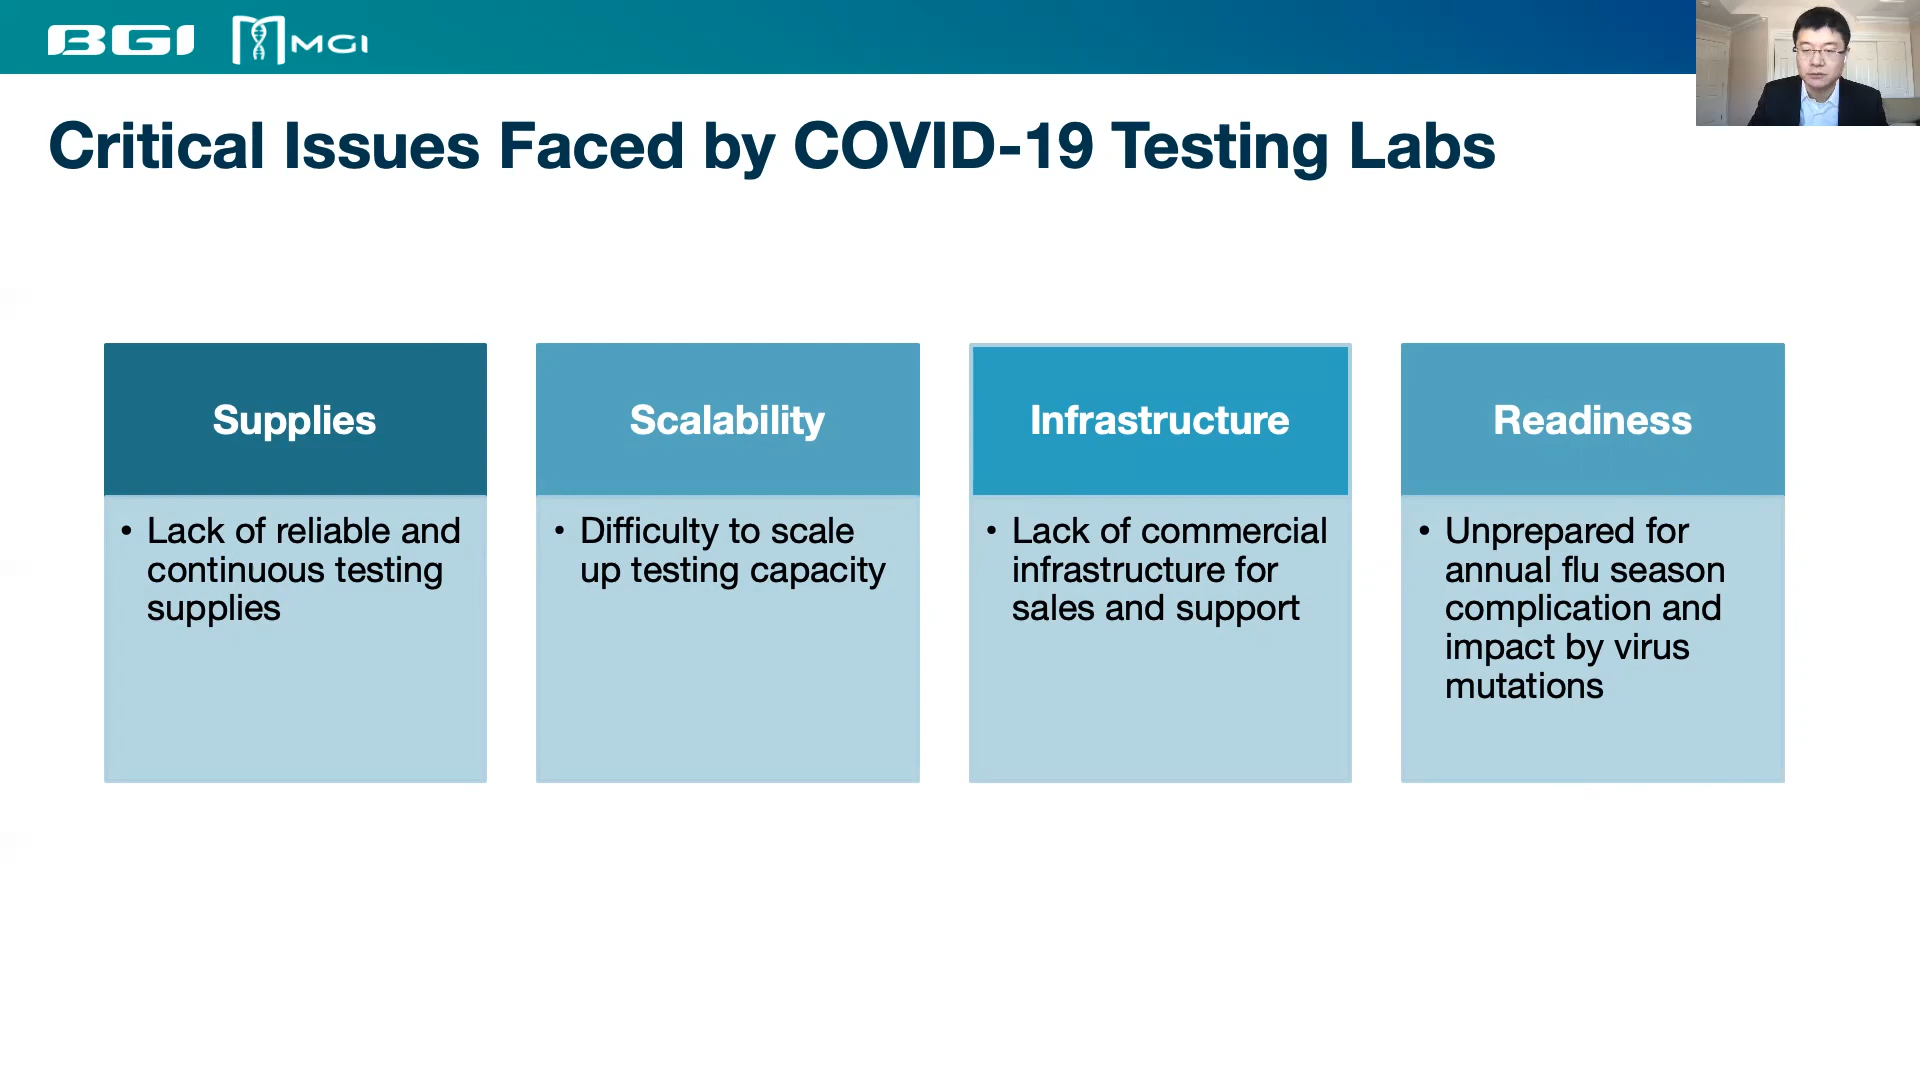 BGI MGI
Critical Issues Faced by COVID-19 Testing Labs
Supplies
• Lack of reliable and
continuous testing
supplies
Scalability
• Difficulty to scale
up testing capacity
Infrastructure
• Lack of commercial
infrastructure for
sales and support
Readiness
• Unprepared for
annual flu season
complication and
impact by virus
mutations